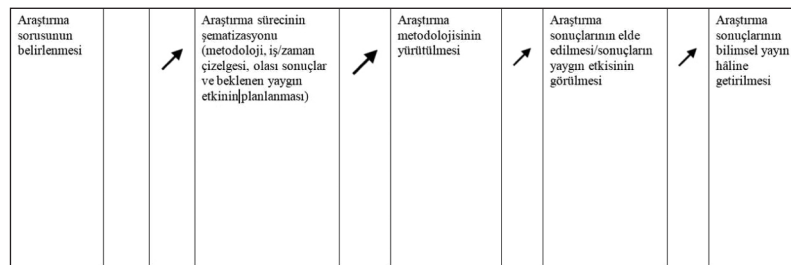 Araştırma
sorusunun
belirlenmesi
Araştırma sürecinin
şematizasyonu
(metodoloji, iş/zaman
çizelgesi, olası sonuçlar
ve beklenen yaygın
etkinin planlanması)
Araştırma
metodolojisinin
yürütülmesi
Araştırma
sonuçlarının elde
edilmesi/sonuçların
yaygın etkisinin
görülmesi
Araştırma
sonuçlarının
bilimsel yayın
hâline
getirilmesi